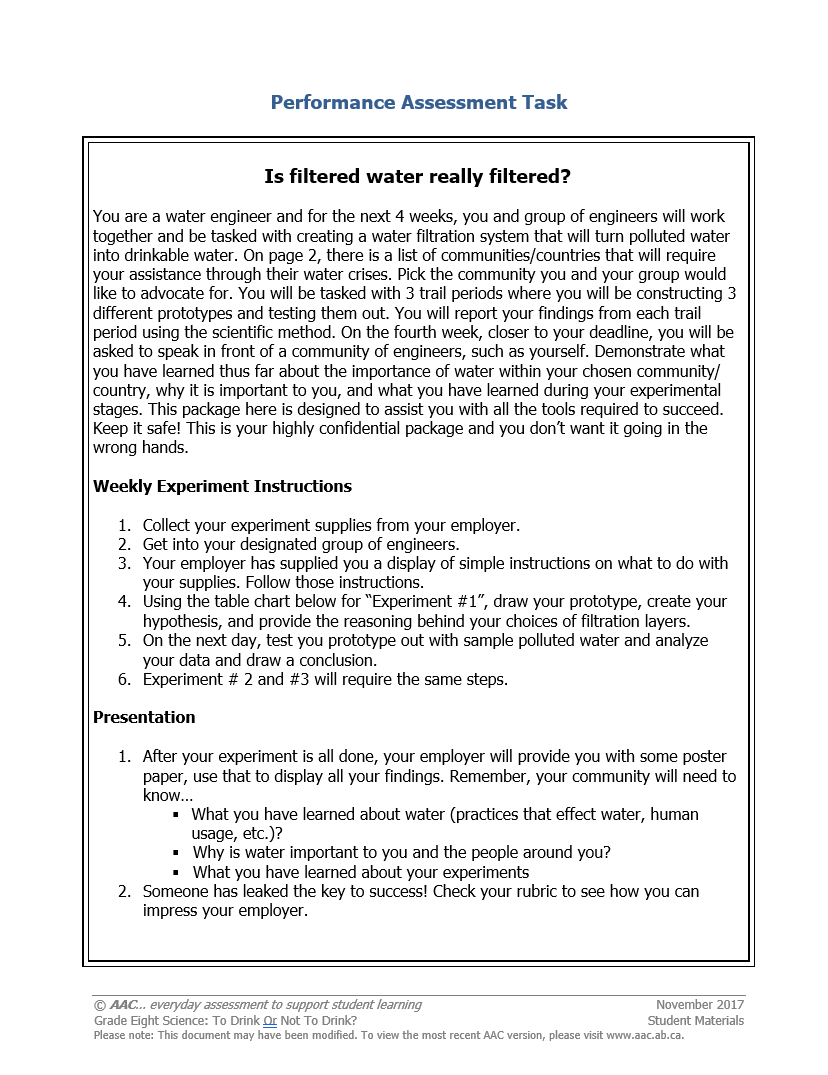 Performance Assessment Task
Is filtered water really filtered?
You are a water engineer and for the next 4 weeks, you and group of engineers will work
together and be tasked with creating a water filtration system that will turn polluted water
into drinkable water. On page 2, there is a list of communities/countries that will require
your assistance through their water crises. Pick the community you and your group would
like to advocate for. You will be tasked with 3 trail periods where you will be constructing 3
different prototypes and testing them out. You will report your findings from each trail
period using the scientific method. On the fourth week, closer to your deadline, you will be
asked to speak in front of a community of engineers, such as yourself. Demonstrate what
you have learned thus far about the importance of water within your chosen community/
country, why it is important to you, and what you have learned during your experimental
stages. This package here is designed to assist you with all the tools required to succeed.
Keep it safe! This is your highly confidential package and you don’t want it going in the
wrong hands.
Weekly Experiment Instructions
1. Collect your experiment supplies from your employer.
2. Get into your designated group of engineers.
3. Your employer has supplied you a display of simple instructions on what to do with
your supplies. Follow those instructions.
4. Using the table chart below for “Experiment #1”, draw your prototype, create your
hypothesis, and provide the reasoning behind your choices of filtration layers.
5. On the next day, test you prototype out with sample polluted water and analyze
your data and draw a conclusion.
6. Experiment # 2 and #3 will require the same steps.
Presentation
1. After your experiment is all done, your employer will provide you with some poster
paper, use that to display all your findings. Remember, your community will need to
know…
▪ What you have learned about water (practices that effect water, human
usage, etc.)?
▪ Why is water important to you and the people around you?
▪ What you have learned about your experiments
2. Someone has leaked the key to success! Check your rubric to see how you can
impress your employer.
© AAC… everyday assessment to support student learning November 2017
Grade Eight Science: To Drink Or Not To Drink? Student Materials
Please note: This document may have been modified. To view the most recent AAC version, please visit www.aac.ab.ca.